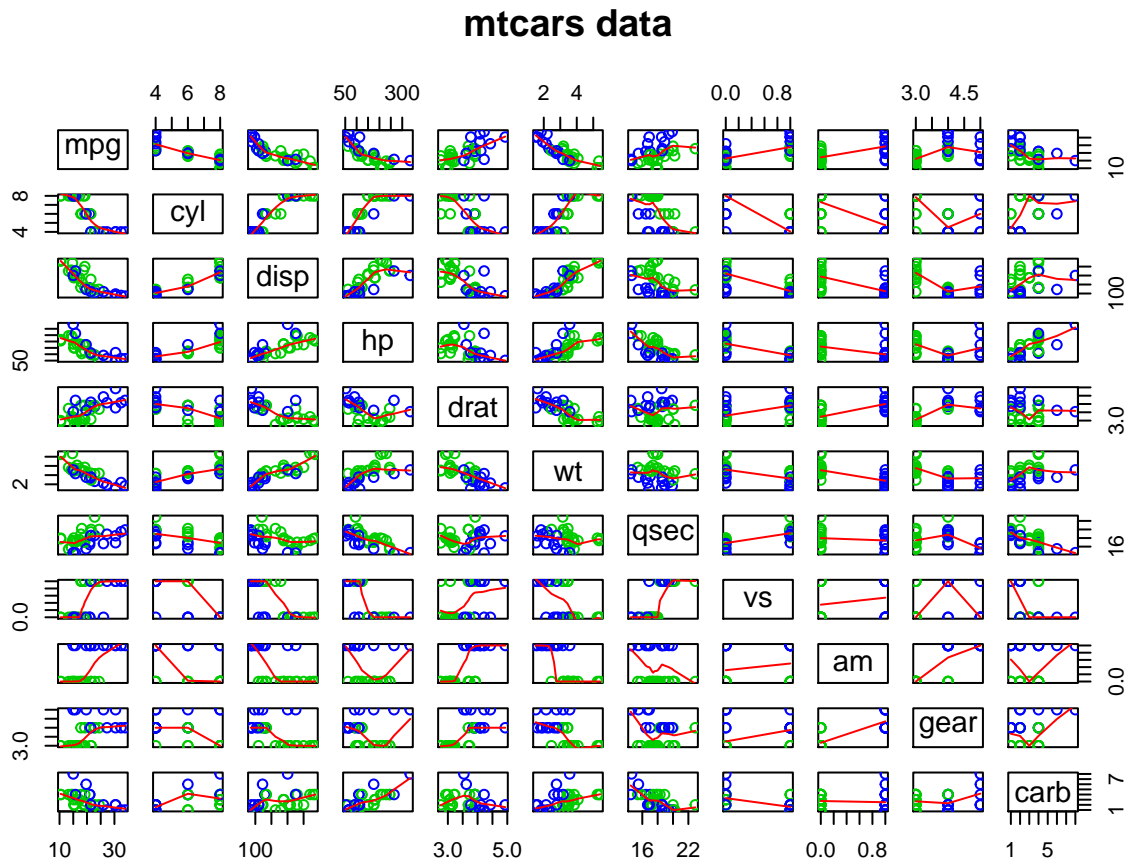 mtcars data
4 6 8 50 300 2 4 0.0 0.8 3.0 4.5
mpg 10
8 4 cyl
disp 100
50 hp
drat 3.0
2 wt
qsec 16
0.0 vs
am 0.0
3.0 gear
carb 7 1
10 30 100 3.0 5.0 16 22 0.0 0.8 1 5